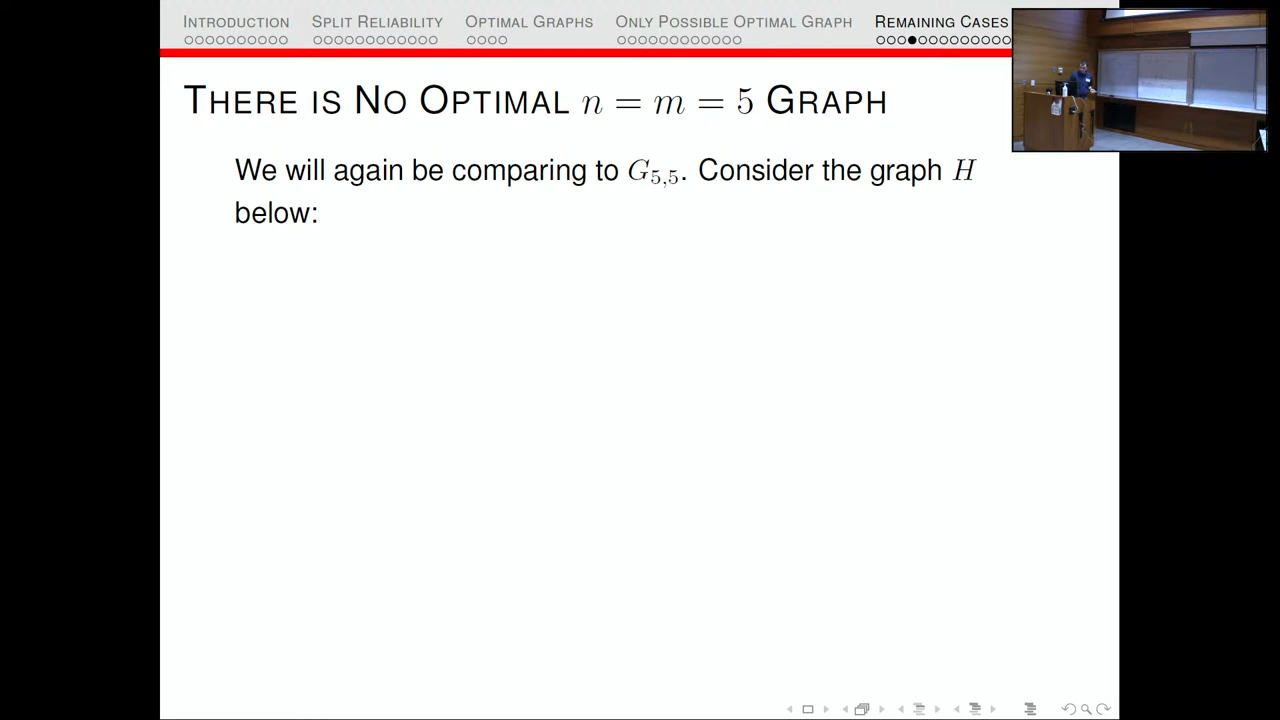 INTRODUCTION SPLIT RELIABILITY OPTIMAL GRAPHS ONLY POSSIBLE OPTIMAL GRAPH REMAINING CASES
THERE IS NO OPTIMAL n = m = 5 GRAPH
We will again be comparing to G₅,₅. Consider the graph H
below: